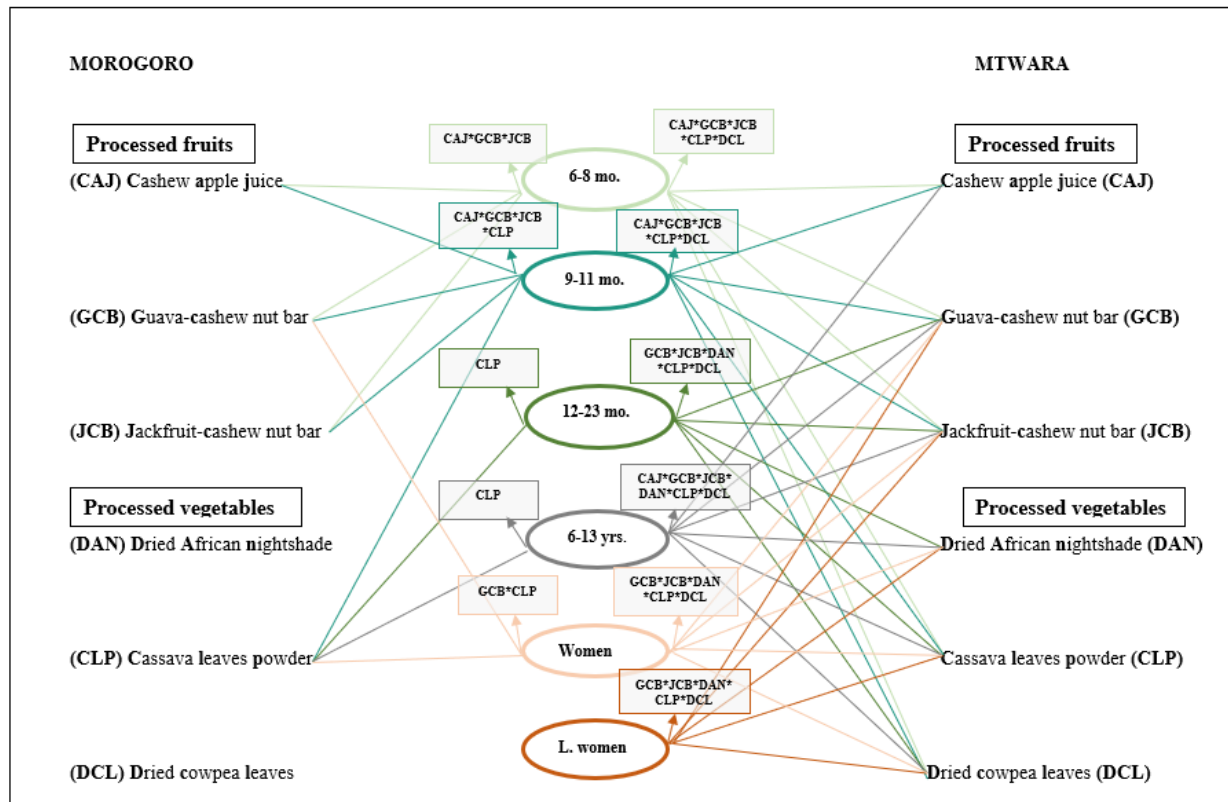 MOROGORO
MTWARA
Processed fruits
(CAJ) Cashew apple juice
(GCB) Guava-cashew nut bar
(JCB) Jackfruit-cashew nut bar
Processed vegetables
(DAN) Dried African nightshade
(CLP) Cassava leaves powder
(DCL) Dried cowpea leaves
CAJ*GCB*JCB
CAJ*GCB*JCB
*CLP*DCL
6-8 mo.
CAJ*GCB*JCB
*CLP
CAJ*GCB*JCB
*CLP*DCL
9-11 mo.
CLP
GCB*JCB*DAN
*CLP*DCL
12-23 mo.
CLP
CAJ*GCB*JCB*
DAN*CLP*DCL
6-13 yrs.
GCB*CLP
GCB*JCB*DAN
*CLP*DCL
Women
GCB*JCB*DAN*
CLP*DCL
L. women
Processed fruits
Cashew apple juice (CAJ)
Guava-cashew nut bar (GCB)
Jackfruit-cashew nut bar (JCB)
Processed vegetables
Dried African nightshade (DAN)
Cassava leaves powder (CLP)
Dried cowpea leaves (DCL)